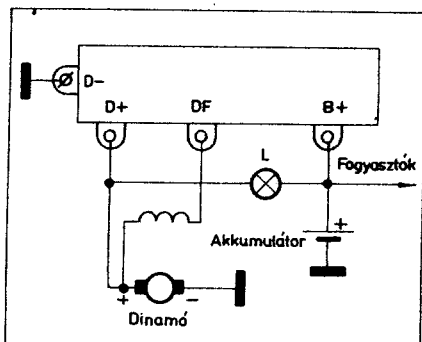 D-
D+ DF B+
L
Fogyasztók
+
Akkumulátor
+ -
Dinamó